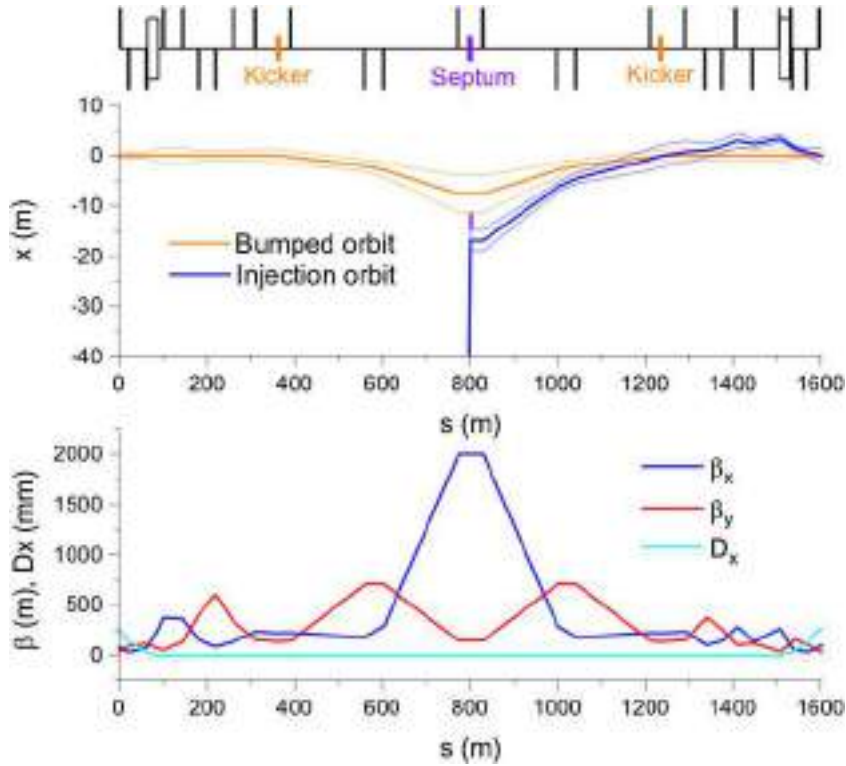 Kicker Septum Kicker
10
0
-10
-20
-30
-40
x (m)
Bumped orbit
Injection orbit
0 200 400 600 800 1000 1200 1400 1600
s (m)
2000
1500
1000
500
0
β (m), Dx (mm)
βx
βy
Dx
0 200 400 600 800 1000 1200 1400 1600
s (m)